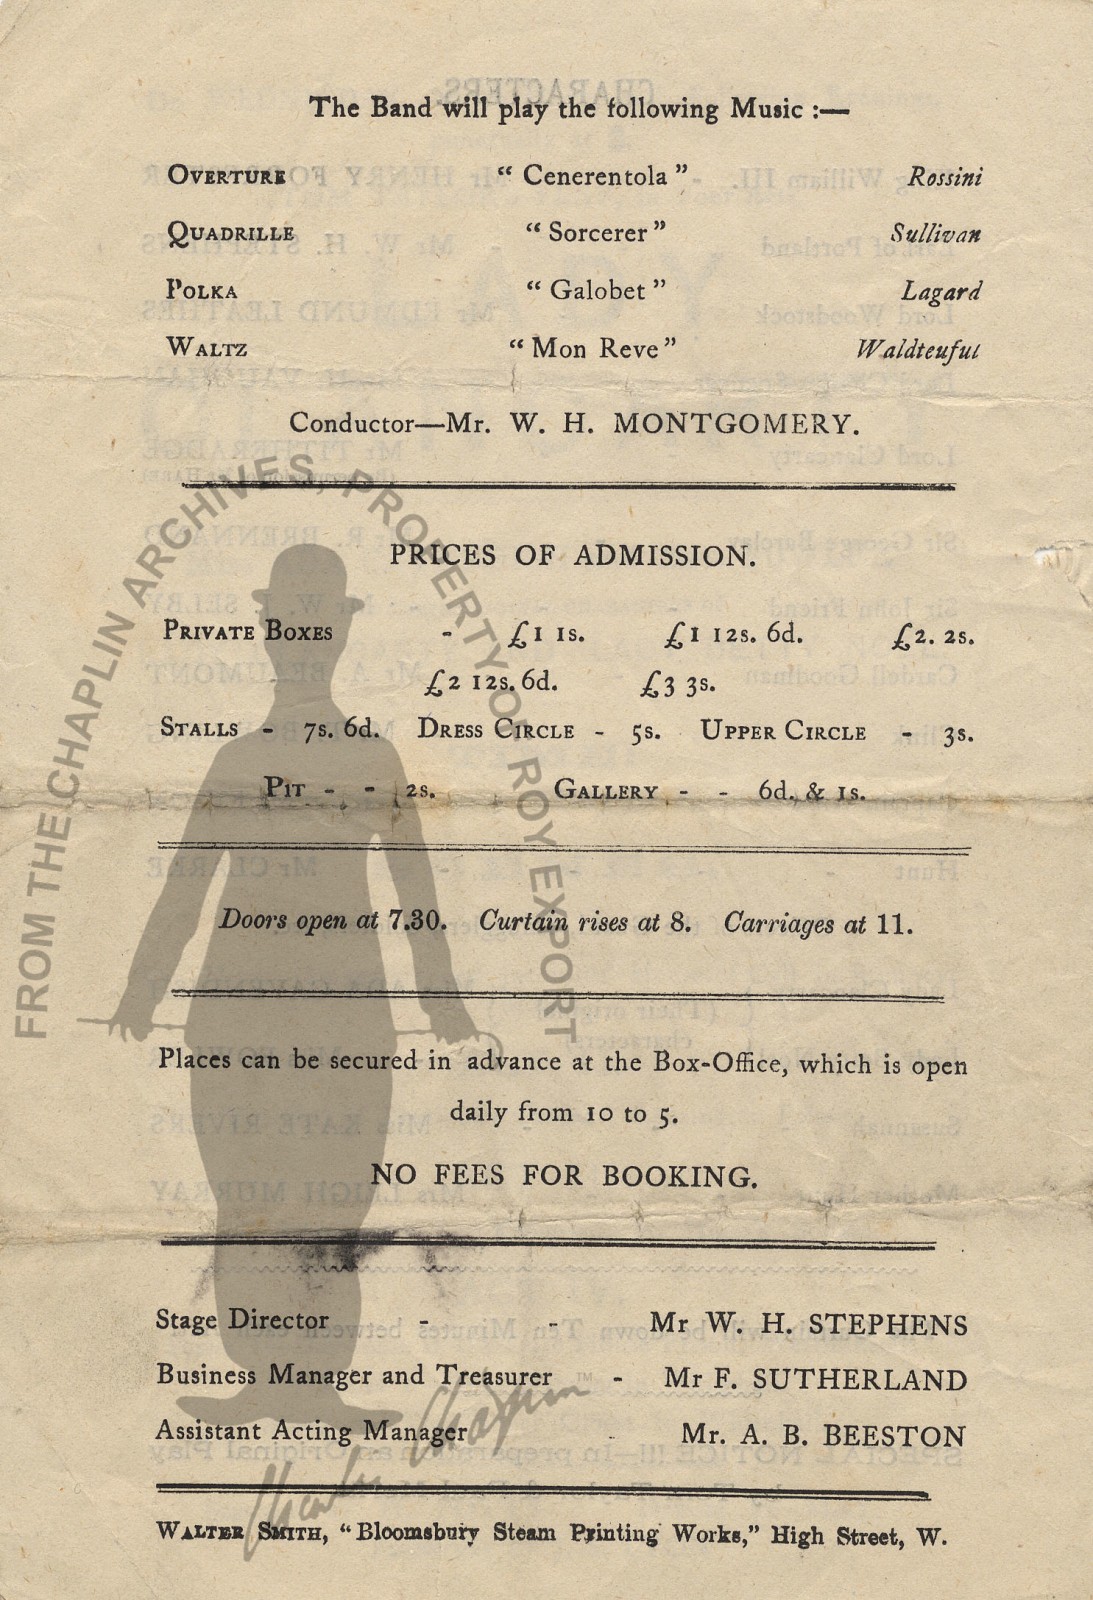 The Band will play the following Music :—
OVERTURE "Cenerentola" Rossini
QUADRILLE "Sorcerer" Sullivan
POLKA "Galobet" Lagard
WALTZ "Mon Reve" Waldteuful
Conductor—Mr. W. H. MONTGOMERY.
PRICES OF ADMISSION.
PRIVATE BOXES - £1 1s. £1 12s. 6d. £2. 2s.
£2 12s. 6d. £3 3s.
STALLS - 7s. 6d. DRESS CIRCLE - 5s. UPPER CIRCLE - 3s.
PIT - - 2s. GALLERY - - 6d. & 1s.
Doors open at 7.30. Curtain rises at 8. Carriages at 11.
Places can be secured in advance at the Box-Office, which is open
daily from 10 to 5.
NO FEES FOR BOOKING.
Stage Director - - Mr W. H. STEPHENS
Business Manager and Treasurer - Mr F. SUTHERLAND
Assistant Acting Manager Mr. A. B. BEESTON
WALTER SMITH, "Bloomsbury Steam Printing Works," High Street, W.
FROM THE CHAPLIN ARCHIVES PROPERTY OF ROY EXPORT
Charlie Chaplin ™